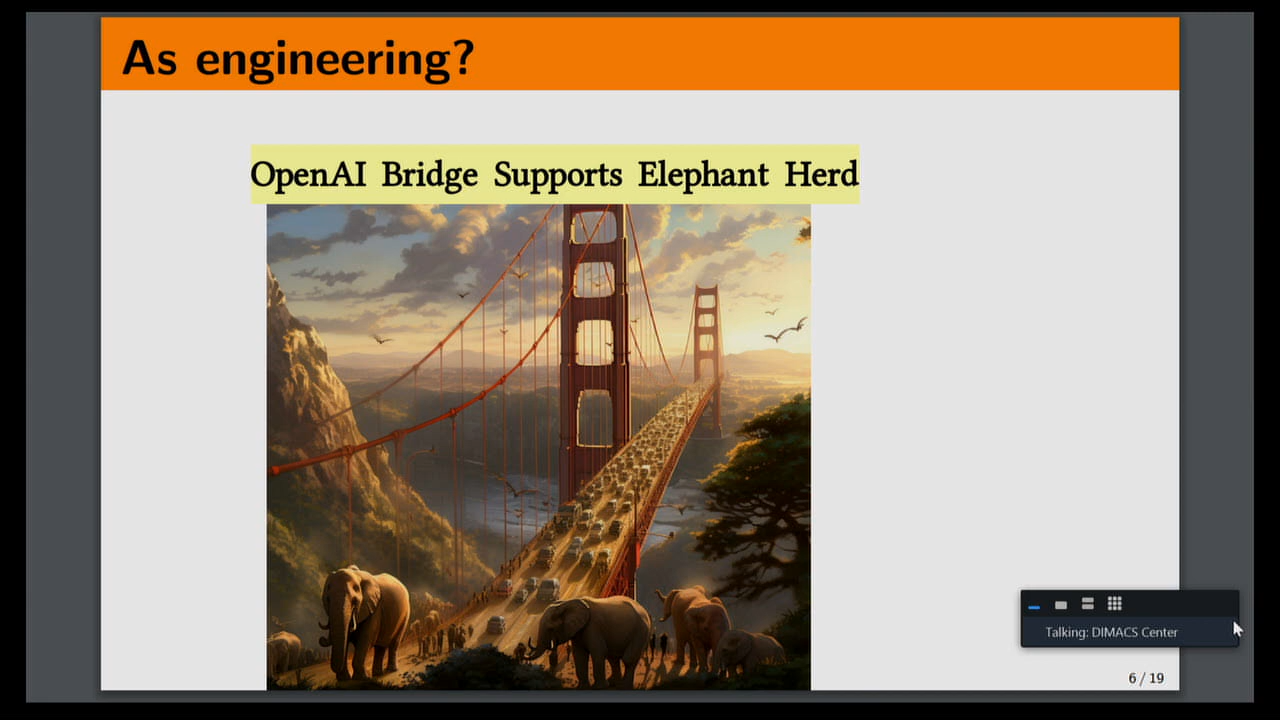 As engineering?
OpenAI Bridge Supports Elephant Herd
Talking: DIMACS Center
6 / 19